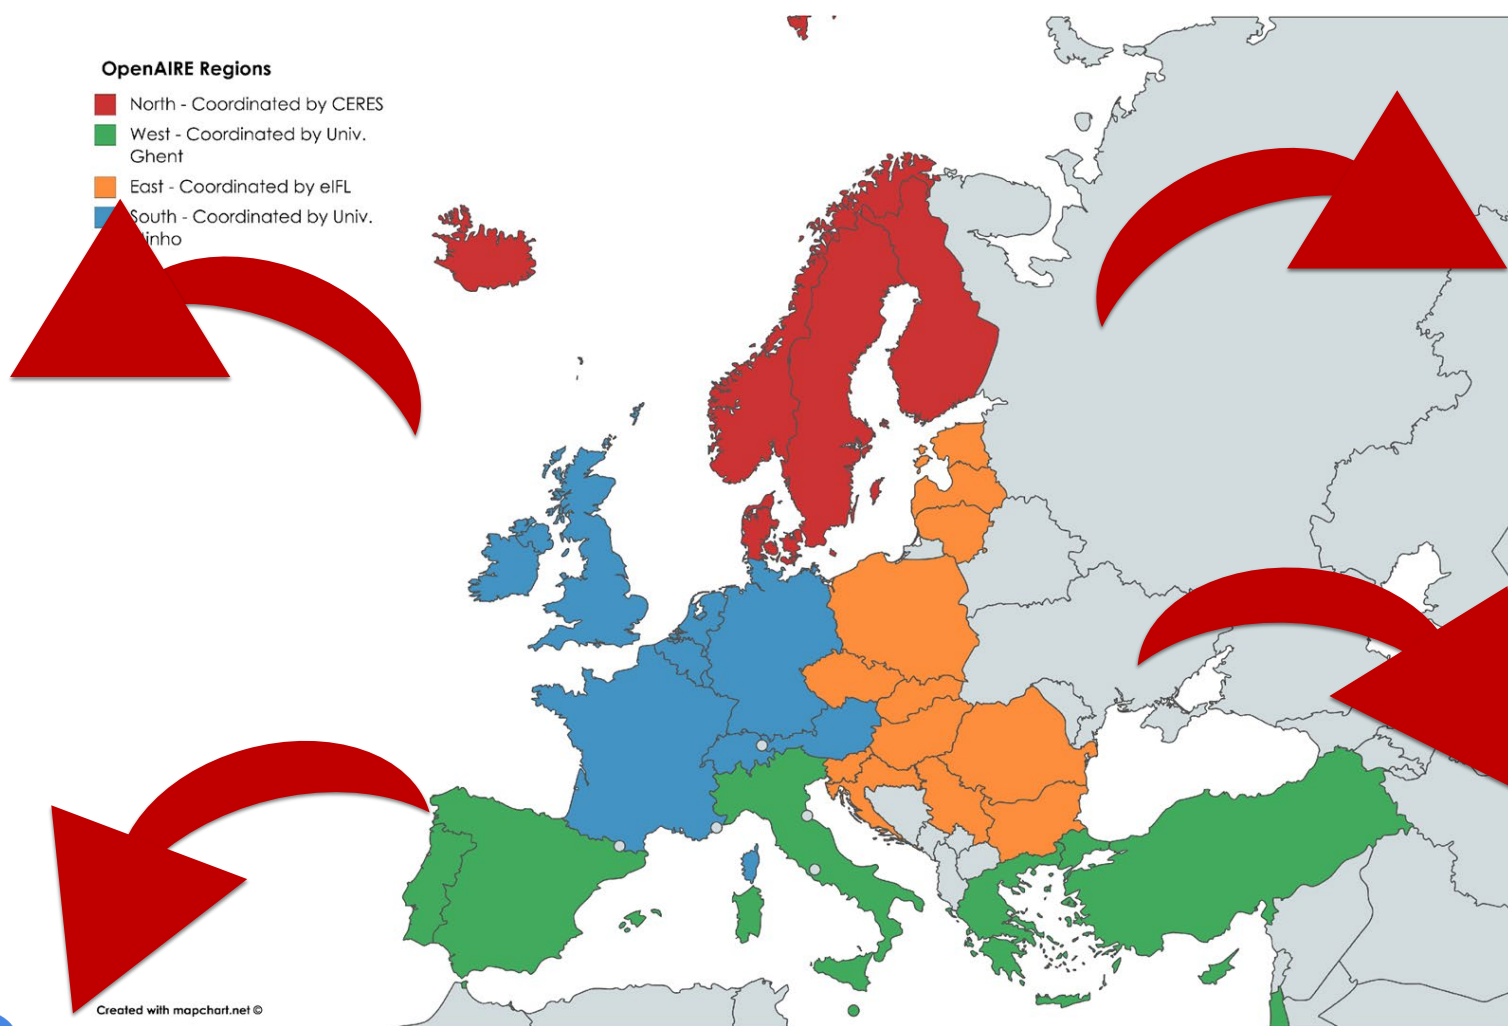 OpenAIRE Regions
North - Coordinated by CERES
West - Coordinated by Univ.
Ghent
East - Coordinated by eIFL
South - Coordinated by Univ.
inho
Created with mapchart.net ©